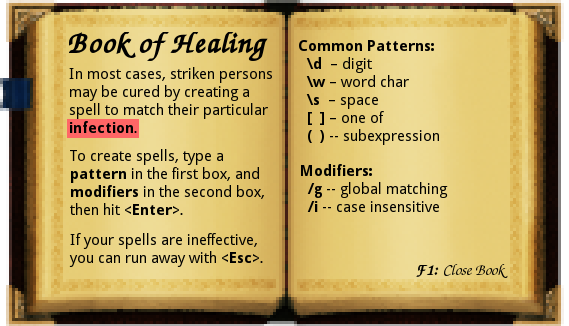 Book of Healing
In most cases, striken persons
may be cured by creating a
spell to match their particular
infection.
To create spells, type a
pattern in the first box, and
modifiers in the second box,
then hit <Enter>.
If your spells are ineffective,
you can run away with <Esc>.
Common Patterns:
\d – digit
\w – word char
\s – space
[ ] – one of
( ) -- subexpression
Modifiers:
/g -- global matching
/i -- case insensitive
F1: Close Book